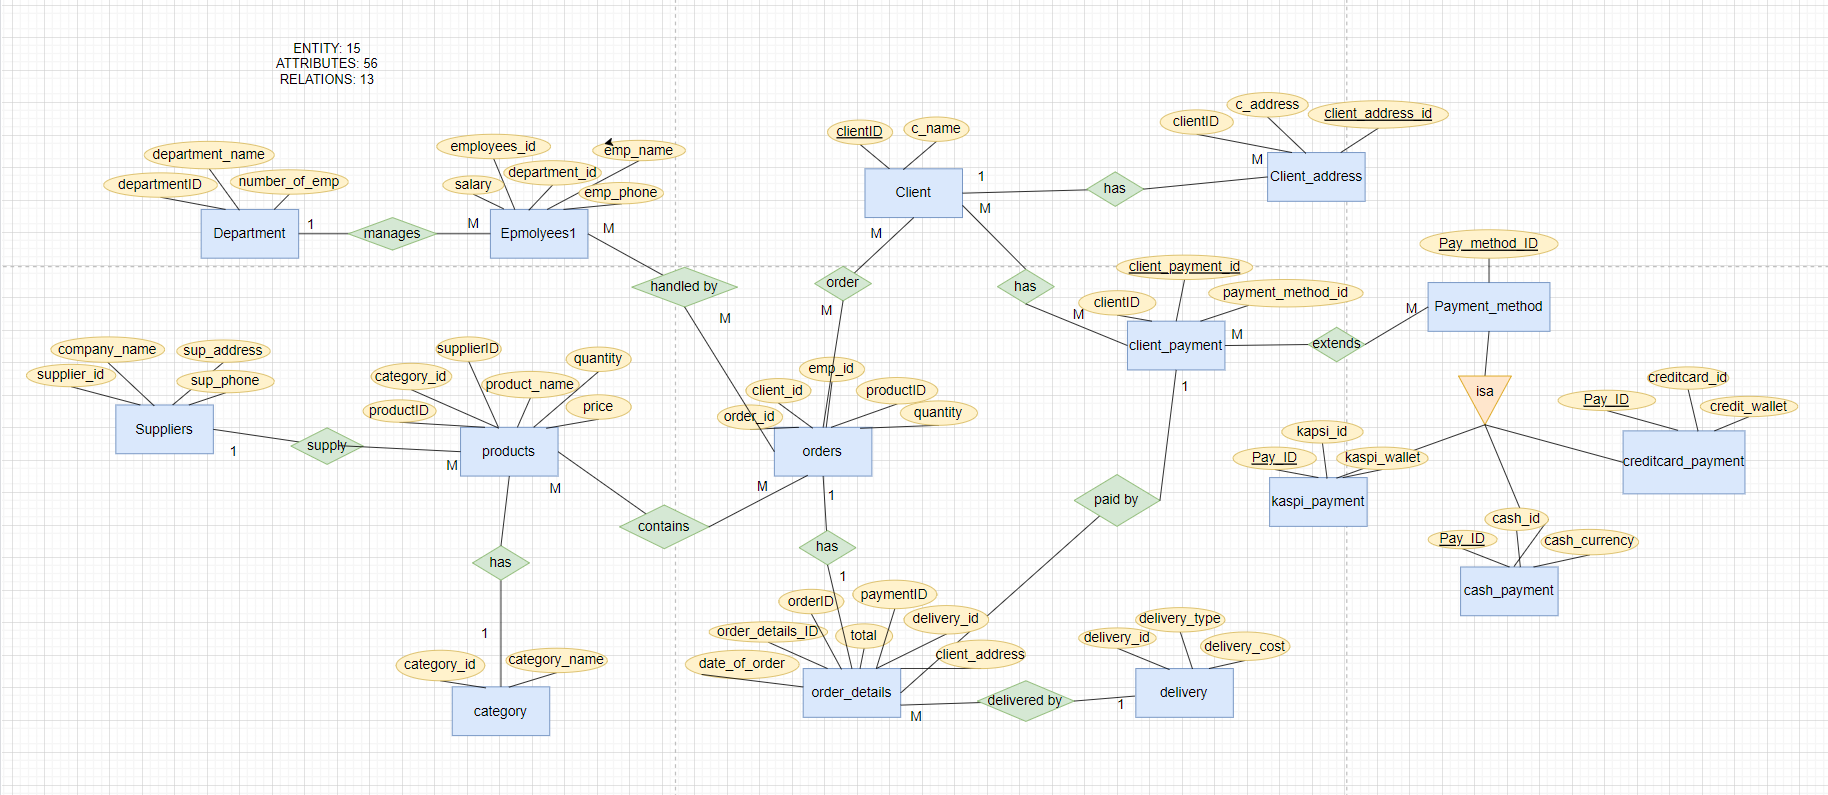 ENTITY: 15
ATTRIBUTES: 56
RELATIONS: 13
department_name
departmentID
number_of_emp
Department
1
manages
M
employees_id
emp_name
department_id
salary
emp_phone
Epmolyees1
M
handled by
M
clientID
c_name
Client
1
has
M
clientID
c_address
client_address_id
Client_address
M
order
M
M
has
M
client_payment_id
clientID
payment_method_id
client_payment
M
extends
M
1
Pay_method_ID
Payment_method
isa
company_name
sup_address
supplier_id
sup_phone
Suppliers
1
supply
M
supplierID
quantity
category_id
product_name
productID
price
products
M
contains
M
emp_id
client_id
productID
order_id
quantity
orders
1
has
1
paid by
kapsi_id
Pay_ID
kaspi_wallet
kaspi_payment
creditcard_id
Pay_ID
credit_wallet
creditcard_payment
cash_id
Pay_ID
cash_currency
cash_payment
has
1
category_id
category_name
category
orderID
paymentID
order_details_ID
total
delivery_id
date_of_order
client_address
order_details
M
delivered by
1
delivery_type
delivery_id
delivery_cost
delivery